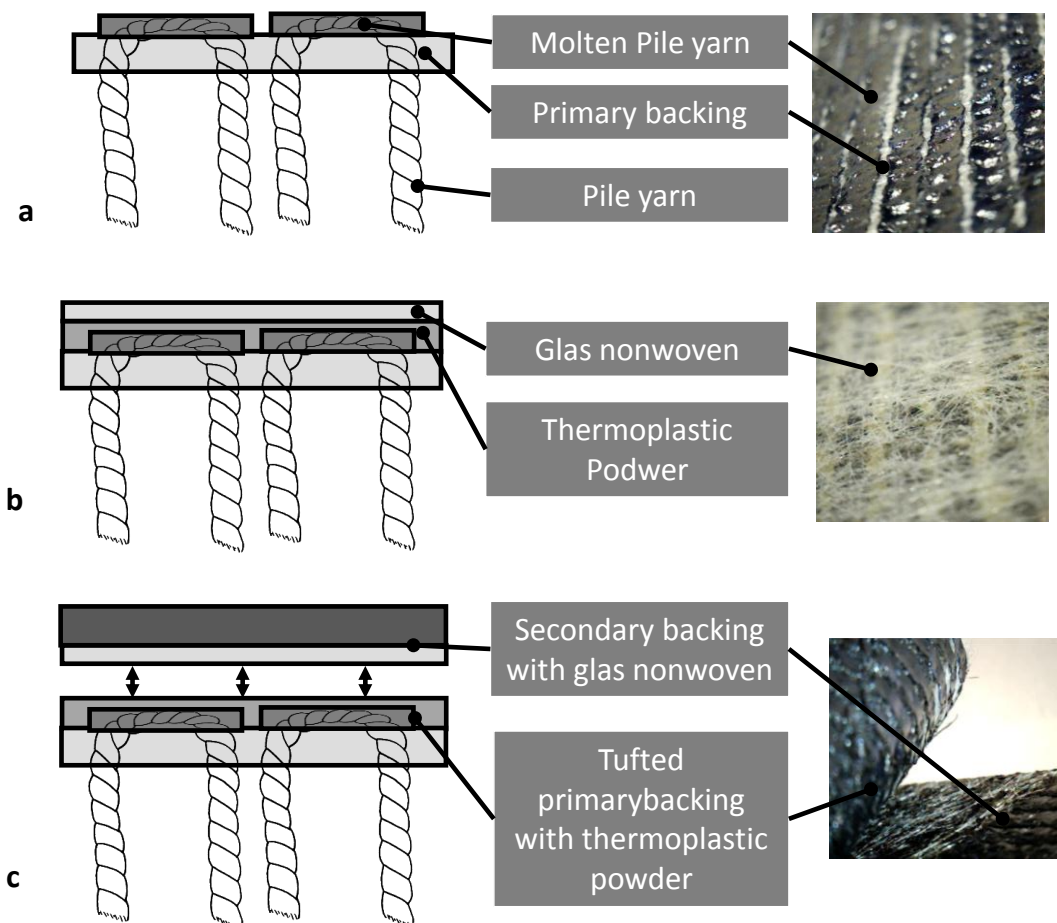 Molten Pile yarn
Primary backing
Pile yarn
a
Glas nonwoven
Thermoplastic
Podwer
b
Secondary backing
with glas nonwoven
Tufted
primarybacking
with thermoplastic
powder
c